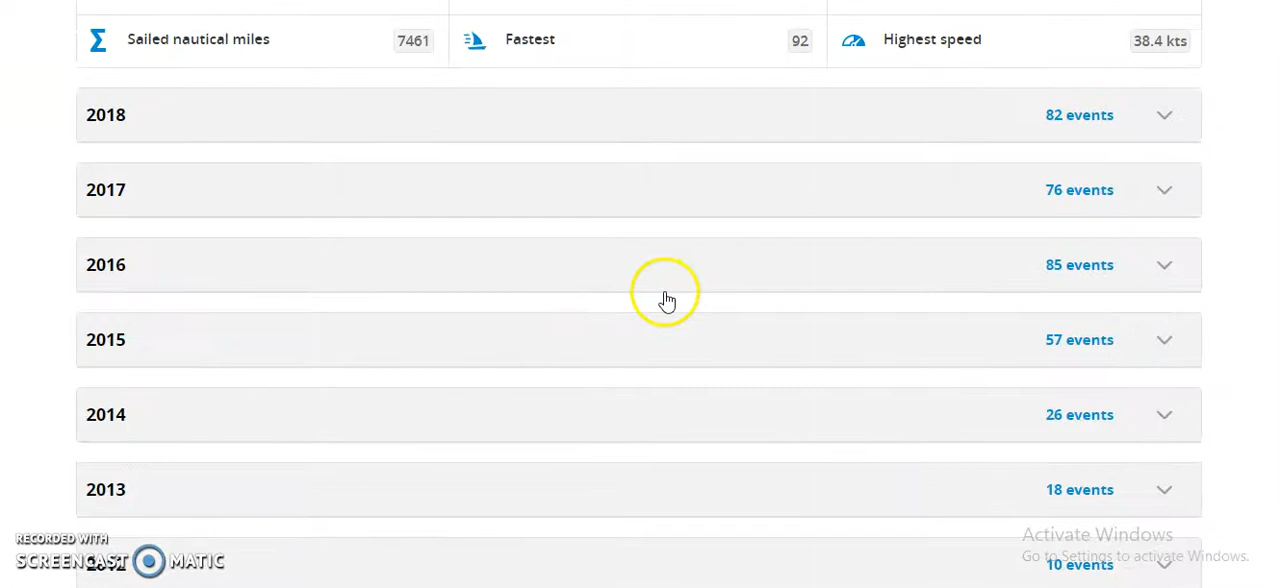 Sailed nautical miles 7461 Fastest 92 Highest speed 38.4 kts
2018 82 events
2017 76 events
2016 85 events
2015 57 events
2014 26 events
2013 18 events
Activate Windows
Go to Settings to activate Windows.
RECORDED WITH
SCREENCAST MATIC
2012 10 events